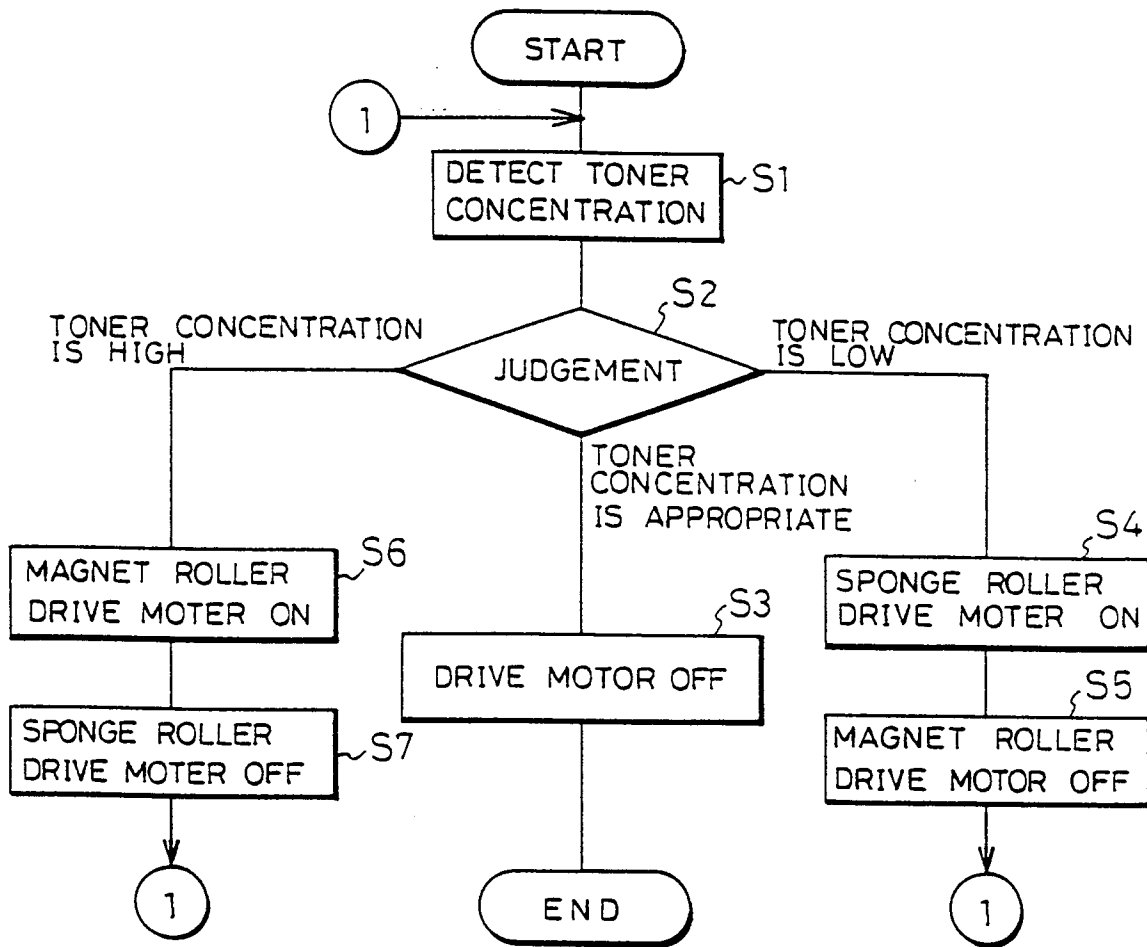 START
1
DETECT TONER
CONCENTRATION
S1
S2
TONER CONCENTRATION
IS HIGH
JUDGEMENT
TONER CONCENTRATION
IS LOW
TONER
CONCENTRATION
IS APPROPRIATE
S6
MAGNET ROLLER
DRIVE MOTER ON
S3
DRIVE MOTOR OFF
S4
SPONGE ROLLER
DRIVE MOTER ON
S7
SPONGE ROLLER
DRIVE MOTER OFF
S5
MAGNET ROLLER
DRIVE MOTOR OFF
1
END
1